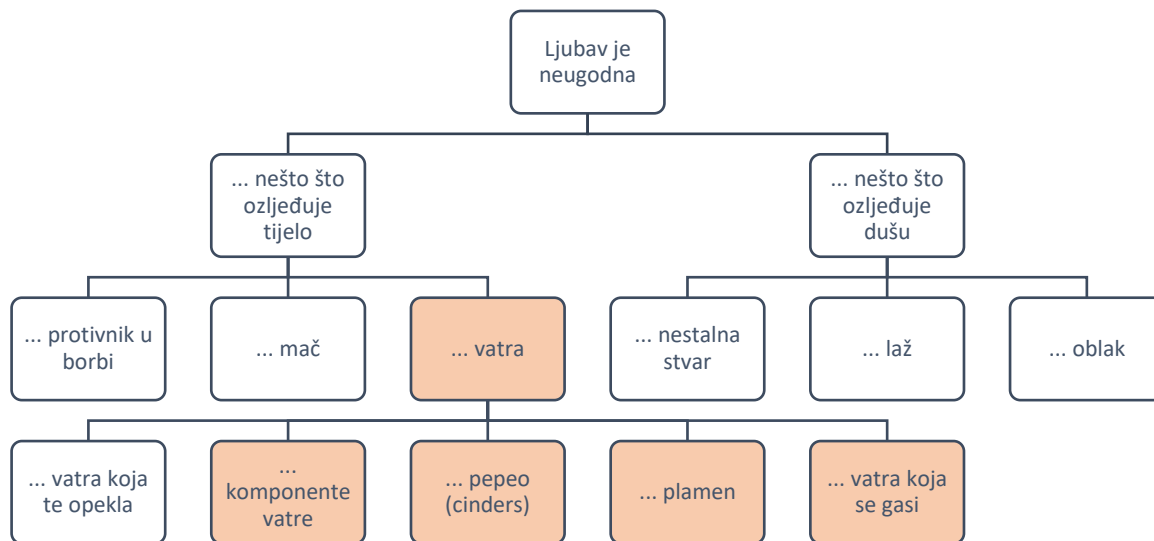 Ljubav je
neugodna
... nešto što
ozljeđuje
tijelo
... nešto što
ozljeđuje
dušu
... protivnik u
borbi
... mač
... vatra
... nestalna
stvar
... laž
... oblak
... vatra koja
te opekla
...
komponente
vatre
... pepeo
(cinders)
... plamen
... vatra koja
se gasi